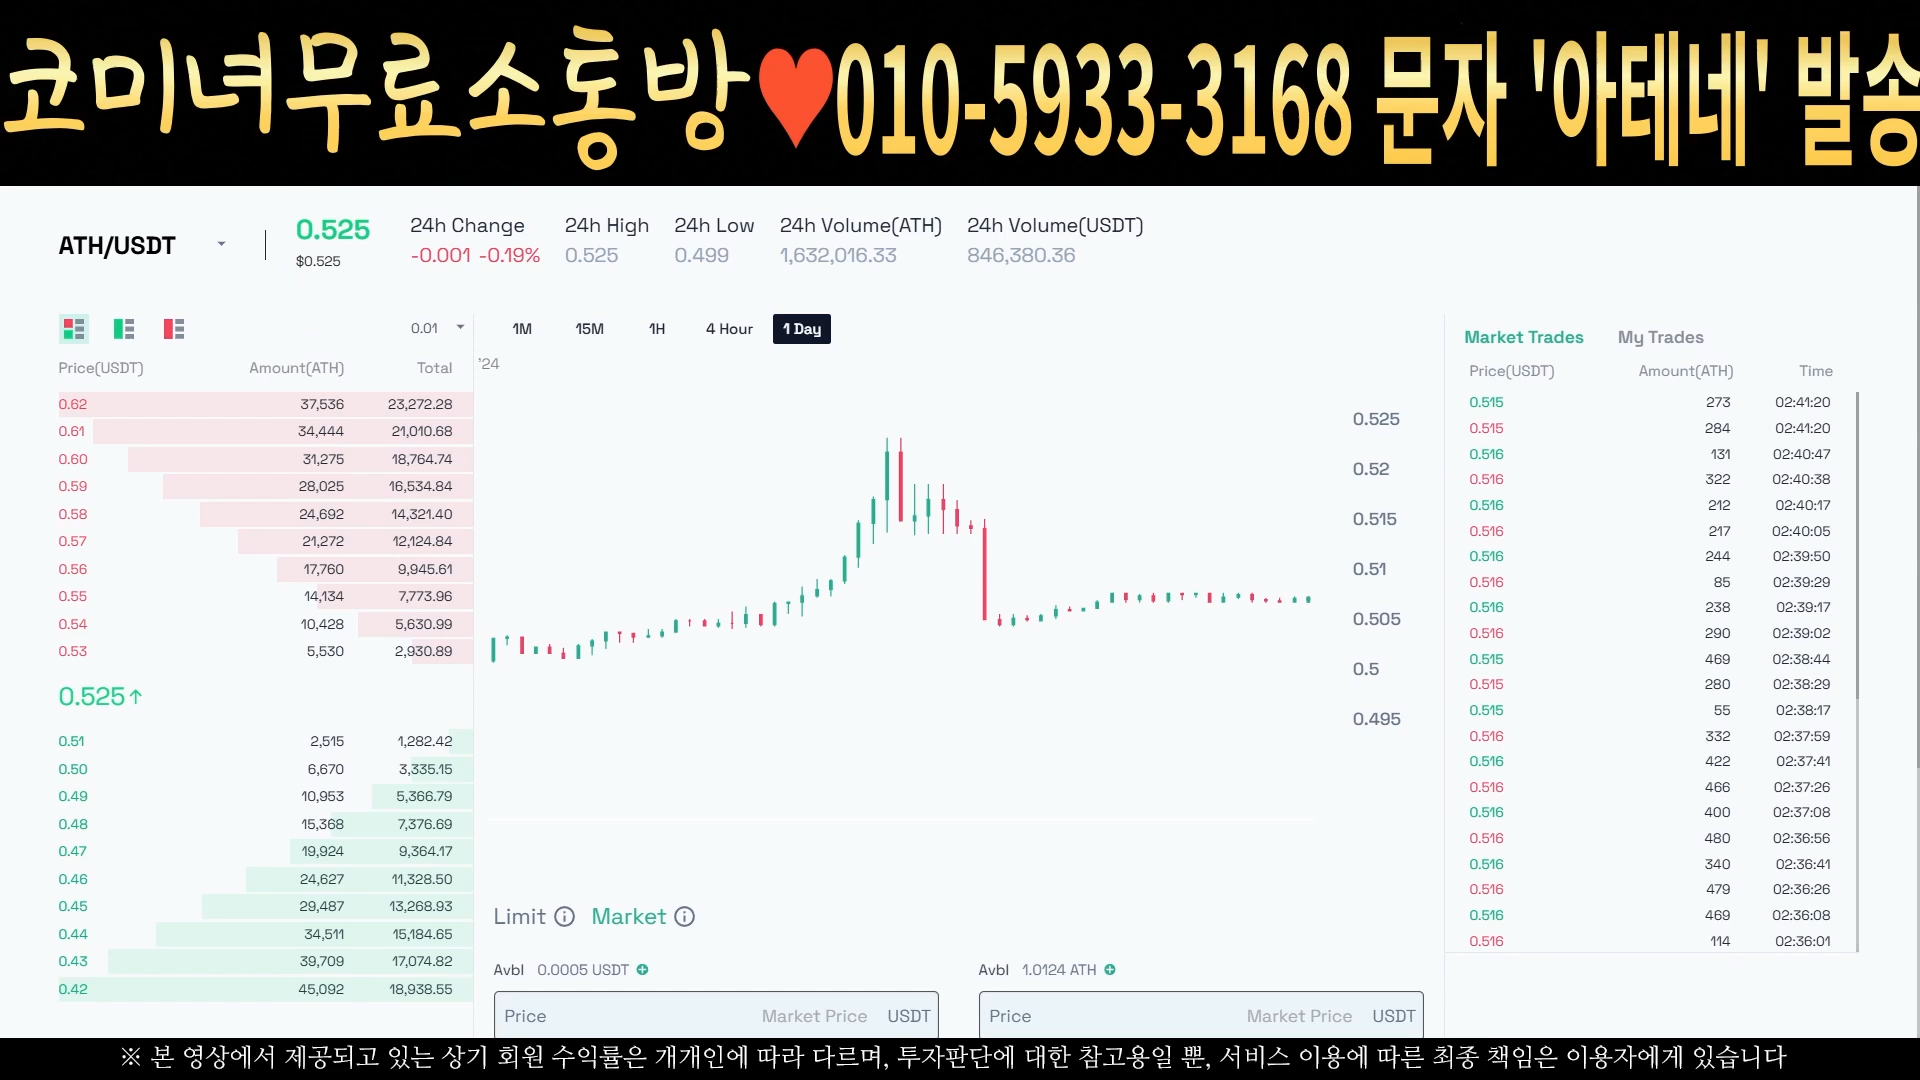 코미녀무료소통방♥010-5933-3168 문자 '아테네' 발송
ATH/USDT
0.525
$0.525
24h Change
-0.001 -0.19%
24h High
0.525
24h Low
0.499
24h Volume(ATH)
1,632,016.33
24h Volume(USDT)
846,380.36
0.01
Price(USDT) Amount(ATH) Total
0.62 37,536 23,272.28
0.61 34,444 21,010.68
0.60 31,275 18,764.74
0.59 28,025 16,534.84
0.58 24,692 14,321.40
0.57 21,272 12,124.84
0.56 17,760 9,945.61
0.55 14,134 7,773.96
0.54 10,428 5,630.99
0.53 5,530 2,930.89
0.525↑
0.51 2,515 1,282.42
0.50 6,670 3,335.15
0.49 10,953 5,366.79
0.48 15,368 7,376.69
0.47 19,924 9,364.17
0.46 24,627 11,328.50
0.45 29,487 13,268.93
0.44 34,511 15,184.65
0.43 39,709 17,074.82
0.42 45,092 18,938.55
1M 15M 1H 4 Hour 1 Day
'24
0.525
0.52
0.515
0.51
0.505
0.5
0.495
Limit Market
Avbl 0.0005 USDT
Price Market Price USDT
Avbl 1.0124 ATH
Price Market Price USDT
Market Trades My Trades
Price(USDT) Amount(ATH) Time
0.515 273 02:41:20
0.515 284 02:41:20
0.516 131 02:40:47
0.516 322 02:40:38
0.516 212 02:40:17
0.516 217 02:40:05
0.516 244 02:39:50
0.516 85 02:39:29
0.516 238 02:39:17
0.516 290 02:39:02
0.515 469 02:38:44
0.515 280 02:38:29
0.515 55 02:38:17
0.516 332 02:37:59
0.516 422 02:37:41
0.516 466 02:37:26
0.516 400 02:37:08
0.516 480 02:36:56
0.516 340 02:36:41
0.516 479 02:36:26
0.516 469 02:36:08
0.516 114 02:36:01
※ 본 영상에서 제공되고 있는 상기 회원 수익률은 개개인에 따라 다르며, 투자판단에 대한 참고용일 뿐, 서비스 이용에 따른 최종 책임은 이용자에게 있습니다